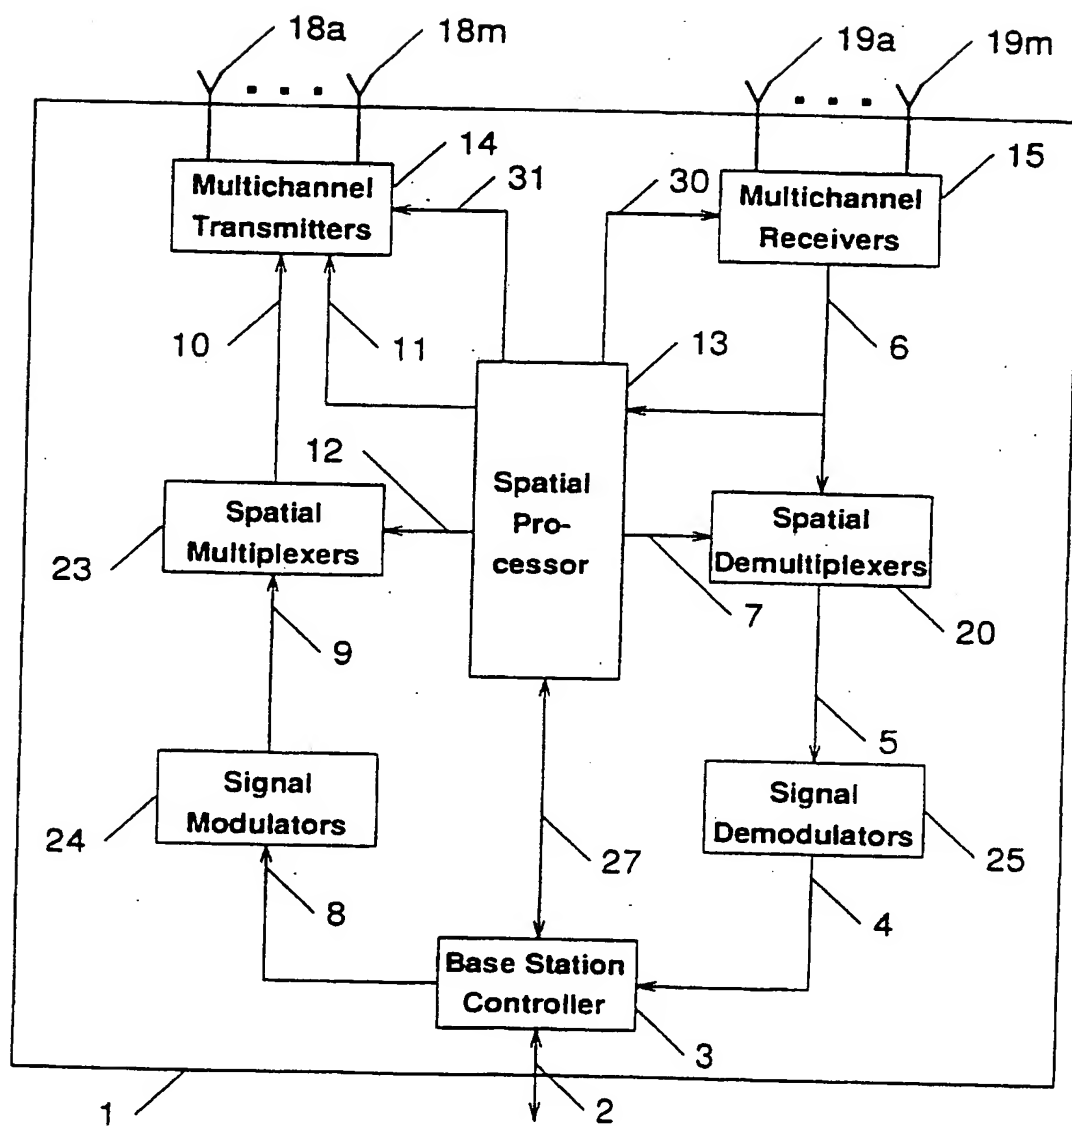 18a
18m
19a
19m
14
31
30
15
Multichannel
Transmitters
Multichannel
Receivers
10
11
13
6
12
Spatial
Pro-
cessor
Spatial
Multiplexers
Spatial
Demultiplexers
23
9
7
20
5
Signal
Modulators
Signal
Demodulators
24
8
27
25
4
Base Station
Controller
3
1
2